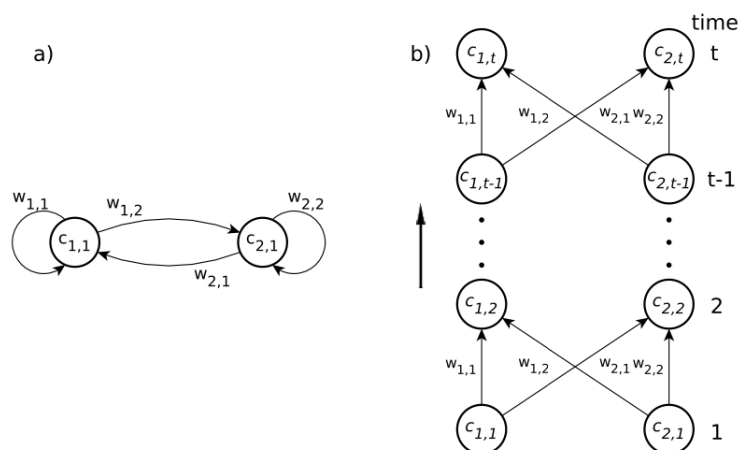 a)
w1,1
w1,2
w2,2
c1,1
c2,1
w2,1
b)
time
c1,t
c2,t
t
w1,1
w1,2
w2,1
w2,2
c1,t-1
c2,t-1
t-1
c1,2
c2,2
2
w1,1
w1,2
w2,1
w2,2
c1,1
c2,1
1